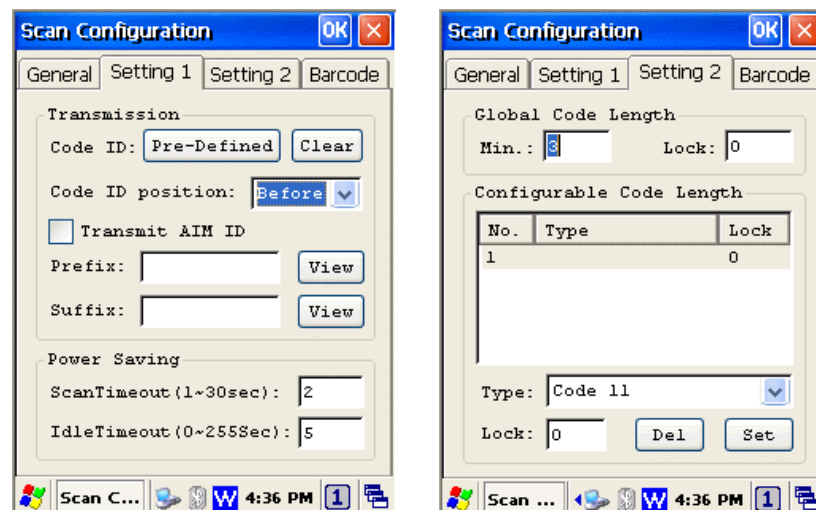 Scan Configuration OK
General Setting 1 Setting 2 Barcode
Transmission
Code ID: Pre-Defined Clear
Code ID position: Before
Transmit AIM ID
Prefix: View
Suffix: View
Power Saving
ScanTimeout(1~30sec): 2
IdleTimeout(0~255Sec): 5
Scan C... W 4:36 PM 1
Scan Configuration OK
General Setting 1 Setting 2 Barcode
Global Code Length
Min.: 3 Lock: 0
Configurable Code Length
No. Type Lock
1 0
Type: Code 11
Lock: 0 Del Set
Scan ... W 4:36 PM 1